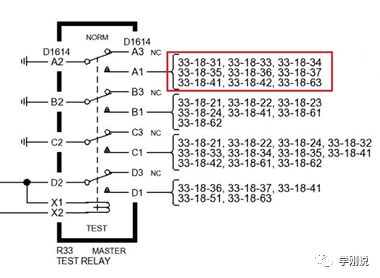 NORM
D1614
D1614
A3 NC
A2
A1
33-18-31, 33-18-33, 33-18-34
33-18-35, 33-18-36, 33-18-37
33-18-41, 33-18-42, 33-18-63
B3 NC
B2
B1
33-18-21, 33-18-22, 33-18-23
33-18-24, 33-18-41, 33-18-61
33-18-62
C3 NC
C2
C1
33-18-21, 33-18-22, 33-18-24, 33-18-32
33-18-33, 33-18-34, 33-18-35, 33-18-41
33-18-42, 33-18-61, 33-18-62
D3 NC
D2
D1
33-18-36, 33-18-37, 33-18-41
33-18-51, 33-18-63
X1
X2
TEST
R33 MASTER
TEST RELAY
学别说